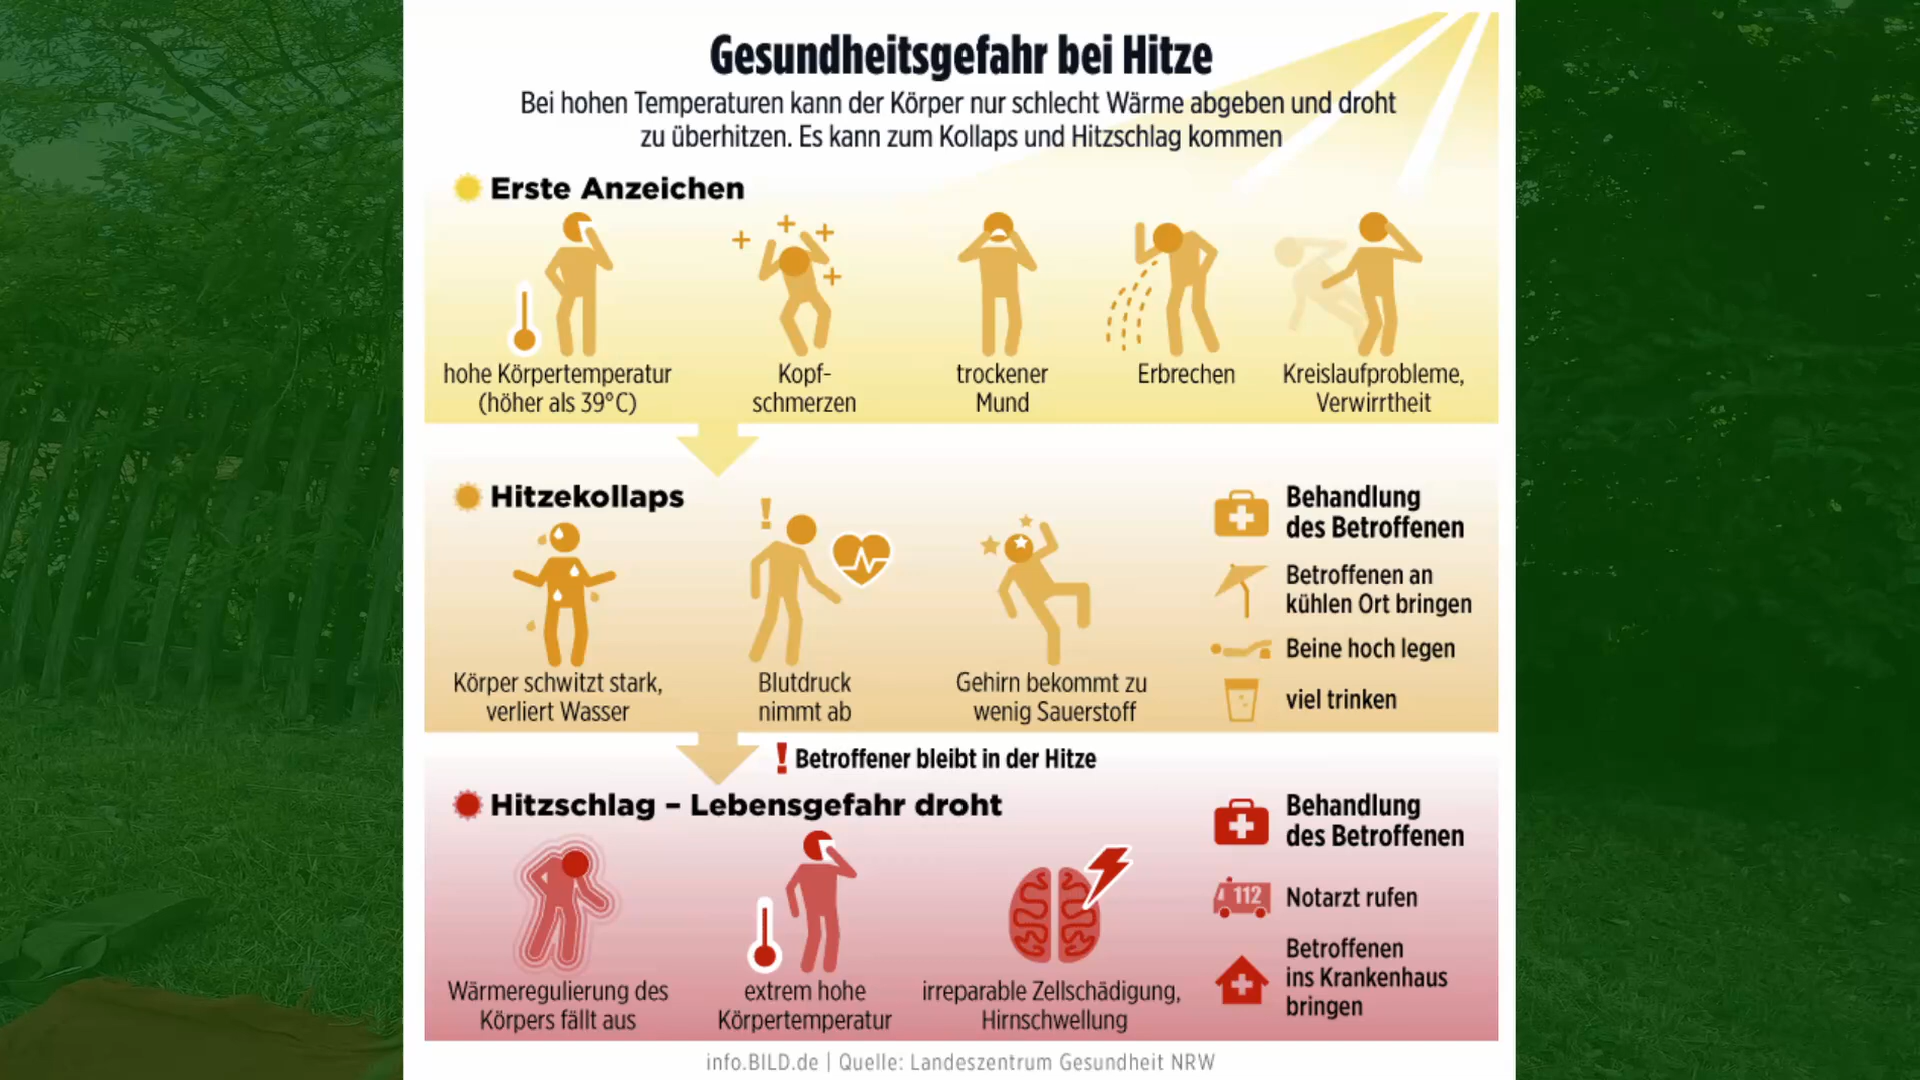 Gesundheitsgefahr bei Hitze
Bei hohen Temperaturen kann der Körper nur schlecht Wärme abgeben und droht
zu überhitzen. Es kann zum Kollaps und Hitzschlag kommen
Erste Anzeichen
hohe Körpertemperatur
(höher als 39°C)
Kopf-
schmerzen
trockener
Mund
Erbrechen
Kreislaufprobleme,
Verwirrtheit
Hitzekollaps
Körper schwitzt stark,
verliert Wasser
!
Blutdruck
nimmt ab
Gehirn bekommt zu
wenig Sauerstoff
Behandlung
des Betroffenen
Betroffenen an
kühlen Ort bringen
Beine hoch legen
viel trinken
! Betroffener bleibt in der Hitze
Hitzschlag – Lebensgefahr droht
Wärmeregulierung des
Körpers fällt aus
extrem hohe
Körpertemperatur
irreparable Zellschädigung,
Hirnschwellung
Behandlung
des Betroffenen
112
Notarzt rufen
Betroffenen
ins Krankenhaus
bringen
info.BILD.de | Quelle: Landeszentrum Gesundheit NRW